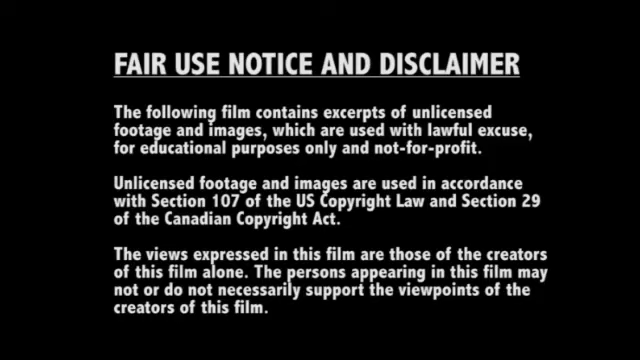 FAIR USE NOTICE AND DISCLAIMER
The following film contains excerpts of unlicensed
footage and images, which are used with lawful excuse,
for educational purposes only and not-for-profit.
Unlicensed footage and images are used in accordance
with Section 107 of the US Copyright Law and Section 29
of the Canadian Copyright Act.
The views expressed in this film are those of the creators
of this film alone. The persons appearing in this film may
not or do not necessarily support the viewpoints of the
creators of this film.